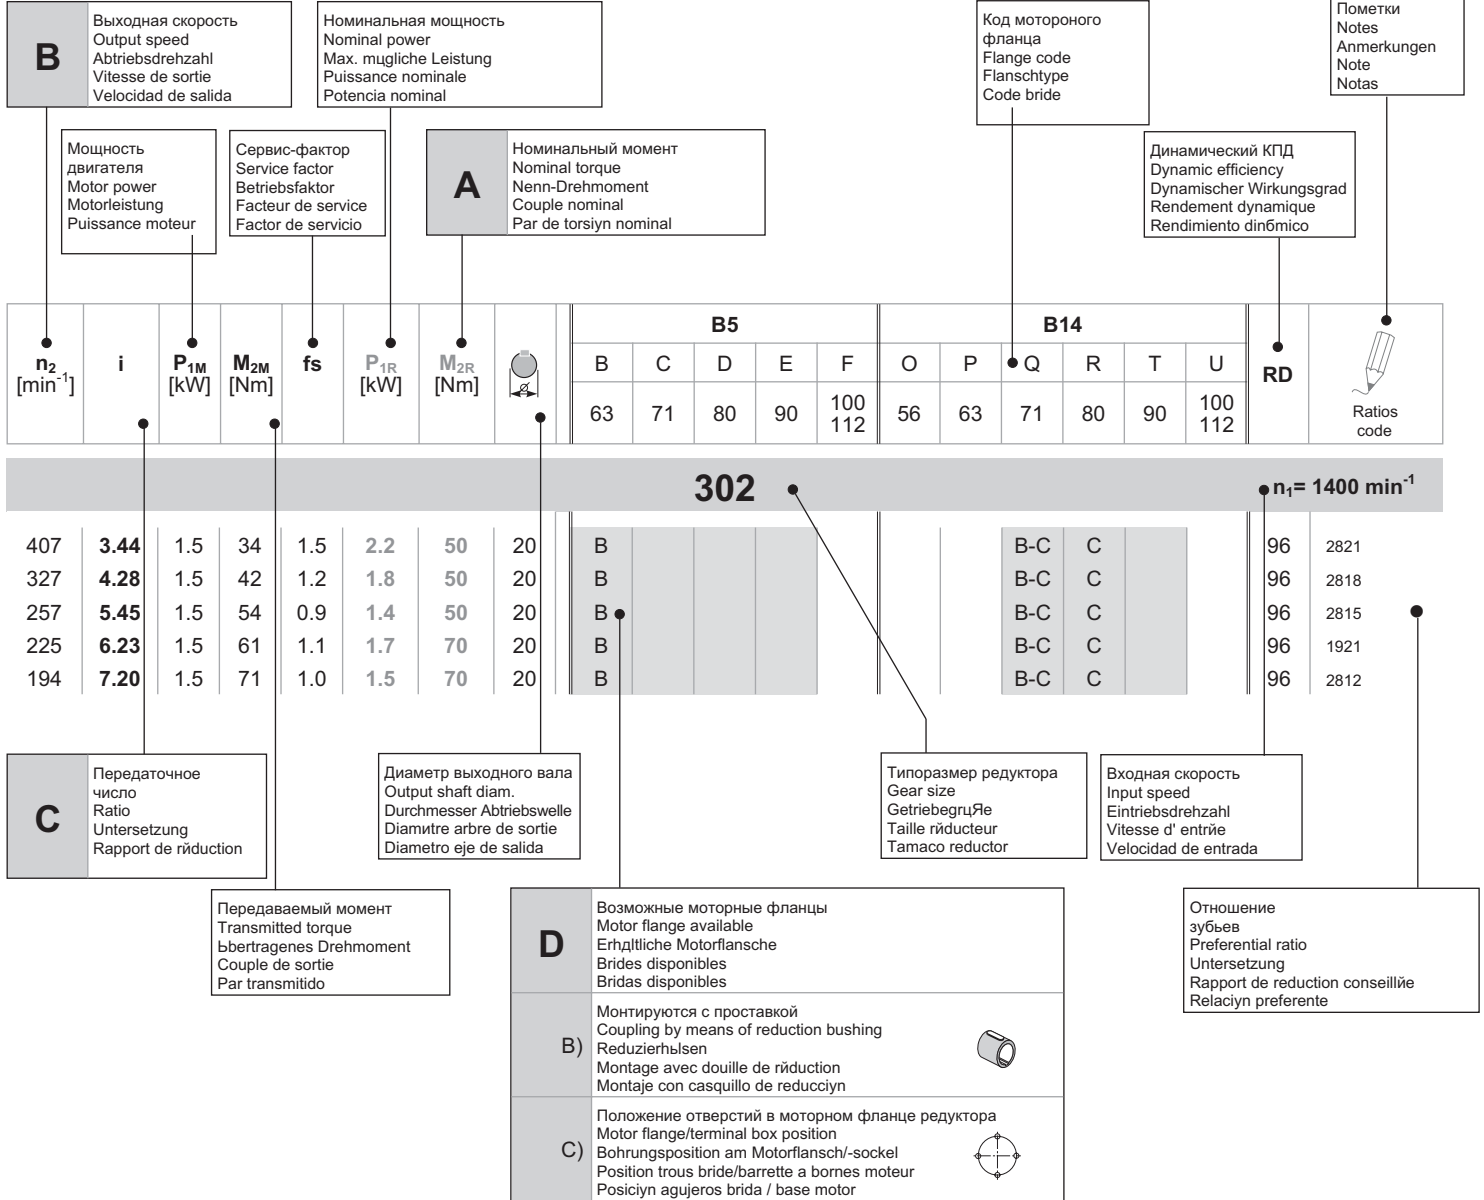 B
Выходная скорость
Output speed
Abtriebsdrehzahl
Vitesse de sortie
Velocidad de salida
Номинальная мощность
Nominal power
Max. mцgliche Leistung
Puissance nominale
Potencia nominal
Код мотороного
фланца
Flange code
Flanschtype
Code bride
Пометки
Notes
Anmerkungen
Note
Notas
Мощность
двигателя
Motor power
Motorleistung
Puissance moteur
Сервис-фактор
Service factor
Betriebsfaktor
Facteur de service
Factor de servicio
A
Номинальный момент
Nominal torque
Nenn-Drehmoment
Couple nominal
Par de torsiyn nominal
Динамический КПД
Dynamic efficiency
Dynamischer Wirkungsgrad
Rendement dynamique
Rendimiento dinбmico
n2 [min-1] i P1M [kW] M2M [Nm] fs P1R [kW] M2R [Nm] ø B5 B14 RD Ratios code
B C D E F O P Q R T U
63 71 80 90 100 112 56 63 71 80 90 100 112
302 n1= 1400 min-1
407 3.44 1.5 34 1.5 2.2 50 20 B B-C C 96 2821
327 4.28 1.5 42 1.2 1.8 50 20 B B-C C 96 2818
257 5.45 1.5 54 0.9 1.4 50 20 B B-C C 96 2815
225 6.23 1.5 61 1.1 1.7 70 20 B B-C C 96 1921
194 7.20 1.5 71 1.0 1.5 70 20 B B-C C 96 2812
C
Передаточное
число
Ratio
Untersetzung
Rapport de rйduction
Диаметр выходного вала
Output shaft diam.
Durchmesser Abtriebswelle
Diamиtre arbre de sortie
Diametro eje de salida
Типоразмер редуктора
Gear size
GetriebegrцЯe
Taille rйducteur
Tamaco reductor
Входная скорость
Input speed
Eintriebsdrehzahl
Vitesse d' entrйe
Velocidad de entrada
Передаваемый момент
Transmitted torque
Ьbertragenes Drehmoment
Couple de sortie
Par transmitido
D
Возможные моторные фланцы
Motor flange available
Erhдltliche Motorflansche
Brides disponibles
Bridas disponibles
B)
Монтируются с проставкой
Coupling by means of reduction bushing
Reduzierhьlsen
Montage avec douille de rйduction
Montaje con casquillo de reducciyn
C)
Положение отверстий в моторном фланце редуктора
Motor flange/terminal box position
Bohrungsposition am Motorflansch/-sockel
Position trous bride/barrette a bornes moteur
Posiciyn agujeros brida / base motor
Отношение
зубьев
Preferential ratio
Untersetzung
Rapport de reduction conseillйe
Relaciyn preferente